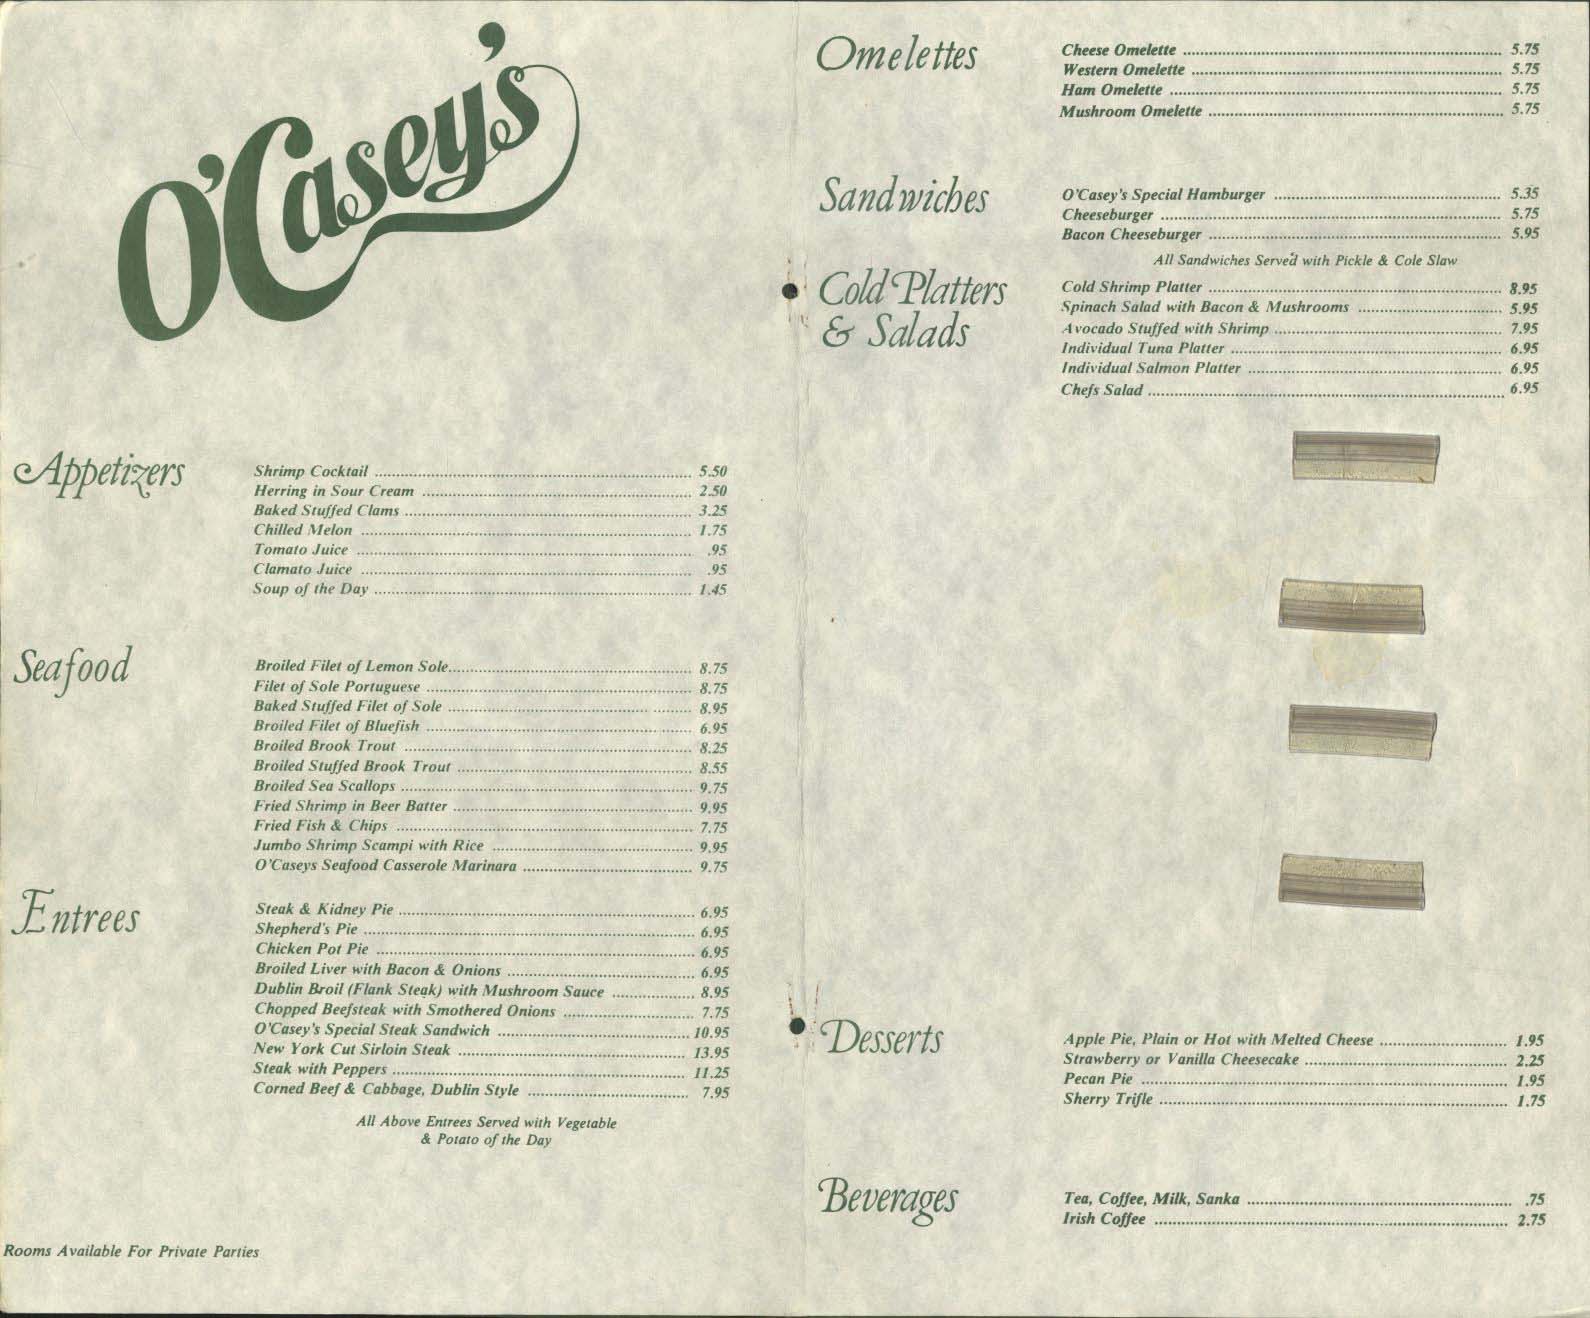 O'Casey's
Appetizers
Shrimp Cocktail 5.50
Herring in Sour Cream 2.50
Baked Stuffed Clams 3.25
Chilled Melon 1.75
Tomato Juice .95
Clamato Juice .95
Soup of the Day 1.45
Seafood
Broiled Filet of Lemon Sole 8.75
Filet of Sole Portuguese 8.75
Baked Stuffed Filet of Sole 8.95
Broiled Filet of Bluefish 6.95
Broiled Brook Trout 8.25
Broiled Stuffed Brook Trout 8.55
Broiled Sea Scallops 9.75
Fried Shrimp in Beer Batter 9.95
Fried Fish & Chips 7.75
Jumbo Shrimp Scampi with Rice 9.95
O'Caseys Seafood Casserole Marinara 9.75
Entrees
Steak & Kidney Pie 6.95
Shepherd's Pie 6.95
Chicken Pot Pie 6.95
Broiled Liver with Bacon & Onions 6.95
Dublin Broil (Flank Steak) with Mushroom Sauce 8.95
Chopped Beefsteak with Smothered Onions 7.75
O'Casey's Special Steak Sandwich 10.95
New York Cut Sirloin Steak 13.95
Steak with Peppers 11.25
Corned Beef & Cabbage, Dublin Style 7.95
All Above Entrees Served with Vegetable
& Potato of the Day
Rooms Available For Private Parties
Omelettes
Cheese Omelette 5.75
Western Omelette 5.75
Ham Omelette 5.75
Mushroom Omelette 5.75
Sandwiches
O'Casey's Special Hamburger 5.35
Cheeseburger 5.75
Bacon Cheeseburger 5.95
All Sandwiches Served with Pickle & Cole Slaw
Cold Platters
& Salads
Cold Shrimp Platter 8.95
Spinach Salad with Bacon & Mushrooms 5.95
Avocado Stuffed with Shrimp 7.95
Individual Tuna Platter 6.95
Individual Salmon Platter 6.95
Chefs Salad 6.95
Desserts
Apple Pie, Plain or Hot with Melted Cheese 1.95
Strawberry or Vanilla Cheesecake 2.25
Pecan Pie 1.95
Sherry Trifle 1.75
Beverages
Tea, Coffee, Milk, Sanka .75
Irish Coffee 2.75